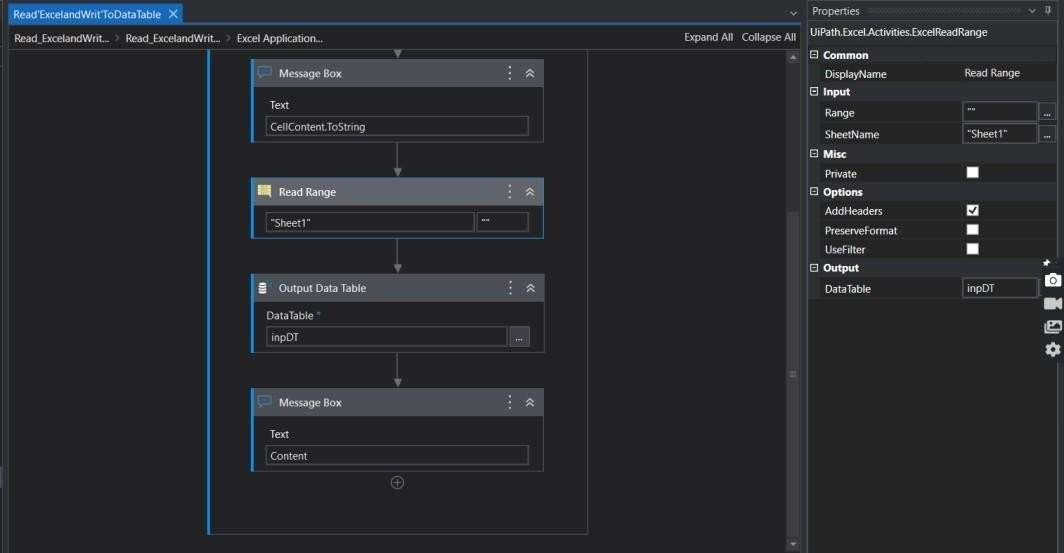 Read'ExcelandWrit'ToDataTable
Read_ExcelandWrit... > Read_ExcelandWrit... > Excel Application...
Expand All Collapse All
Message Box
Text
CellContent.ToString
Read Range
"Sheet1" ""
Output Data Table
DataTable *
inpDT ...
Message Box
Text
Content
Properties
UiPath.Excel.Activities.ExcelReadRange
Common
DisplayName Read Range
Input
Range "" ...
SheetName "Sheet1" ...
Misc
Private
Options
AddHeaders
PreserveFormat
UseFilter
Output
DataTable inpDT